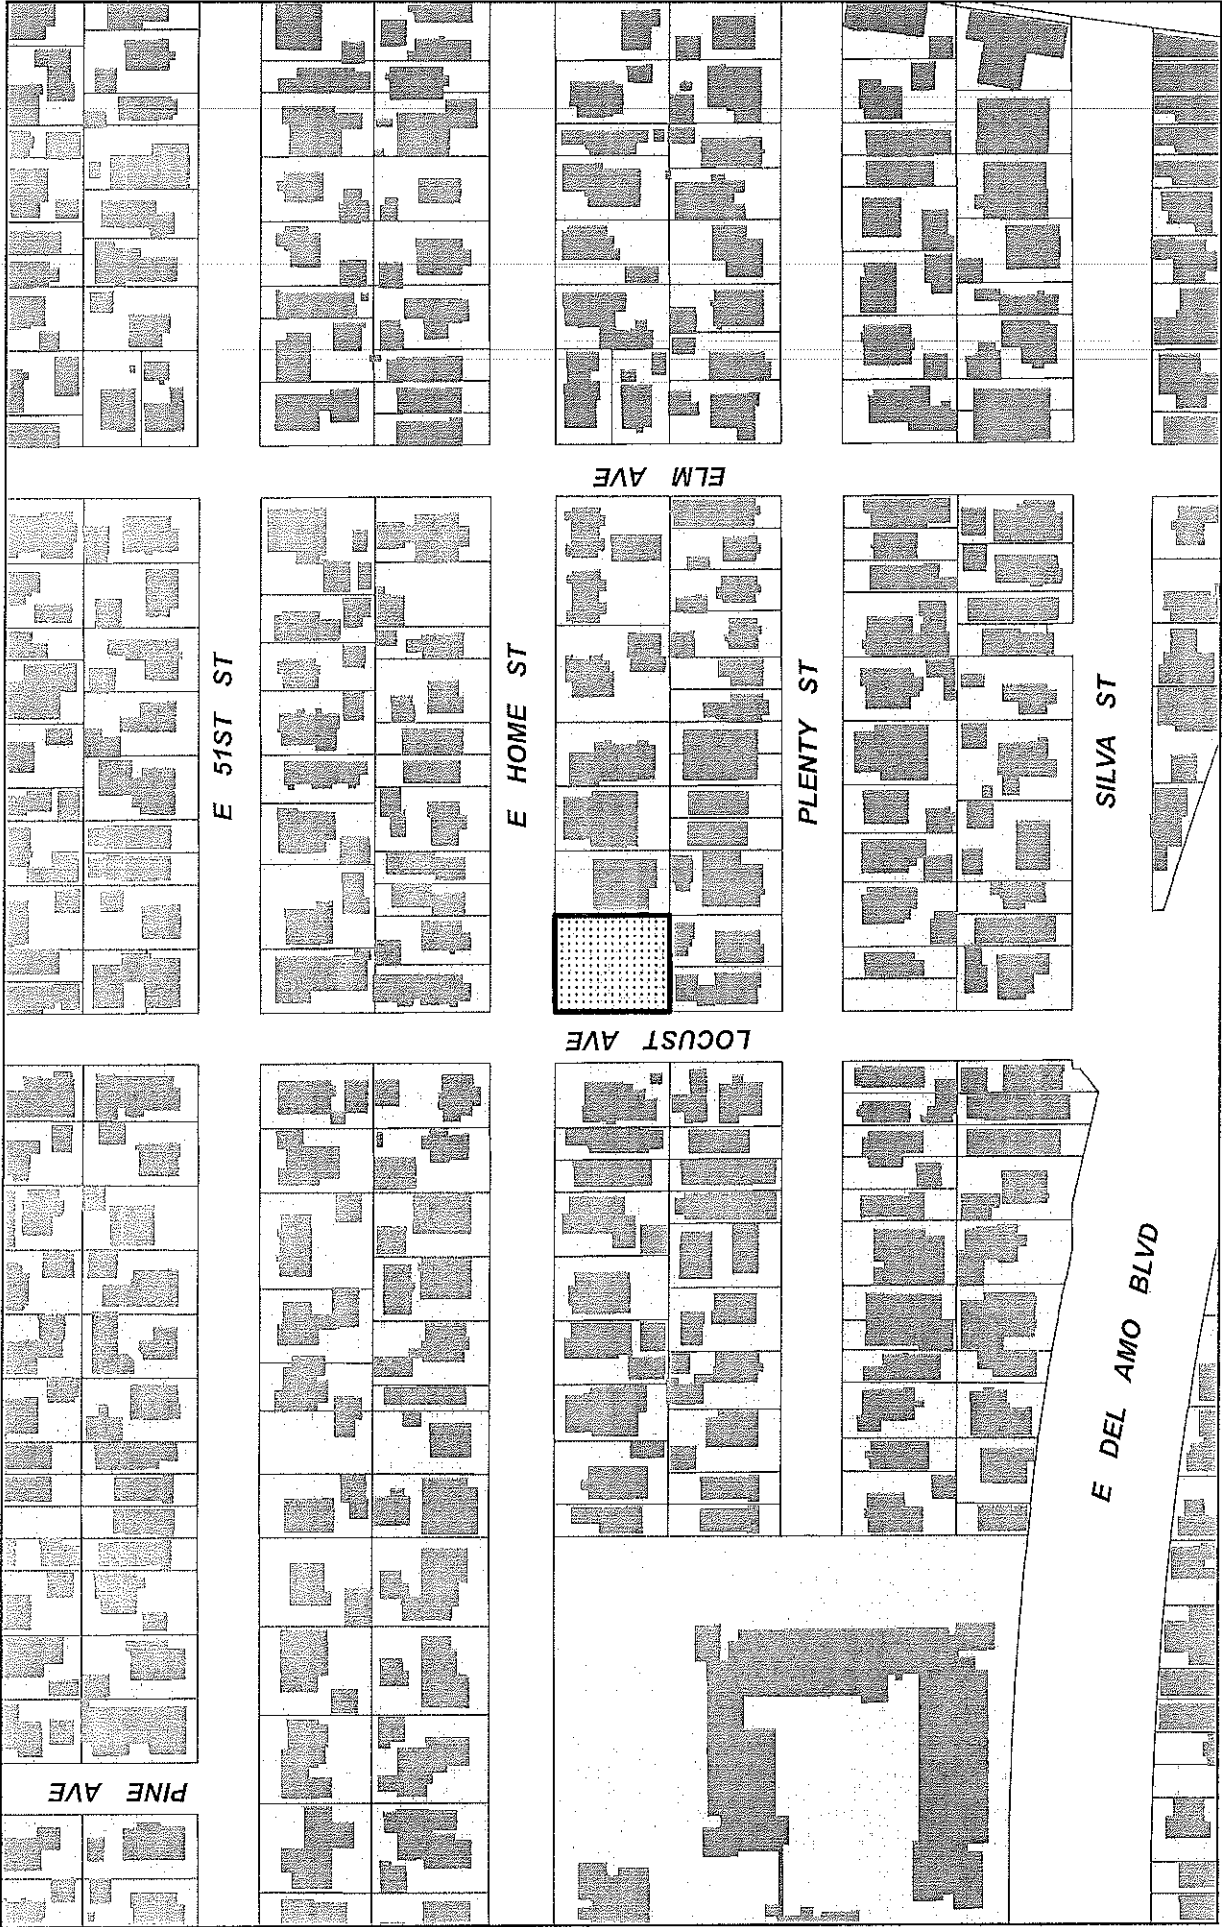 ELM AVE
E 51ST ST
E HOME ST
PLENTY ST
SILVA ST
LOCUST AVE
E DEL AMO BLVD
PINE AVE